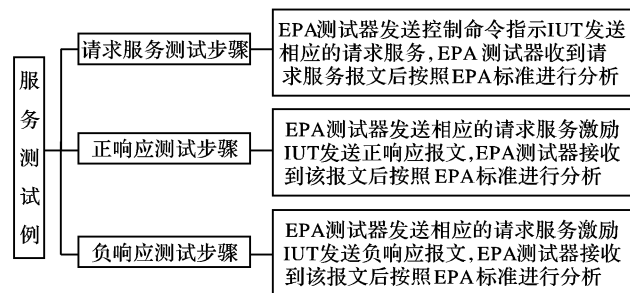 服务测试例
请求服务测试步骤
EPA测试器发送控制命令指示IUT发送
相应的请求服务,EPA测试器收到请
求服务报文后按照EPA标准进行分析
正响应测试步骤
EPA测试器发送相应的请求服务激励
IUT发送正响应报文,EPA测试器接收
到该报文后按照EPA标准进行分析
负响应测试步骤
EPA测试器发送相应的请求服务激励
IUT发送负响应报文,EPA测试器接收
到该报文后按照EPA标准进行分析